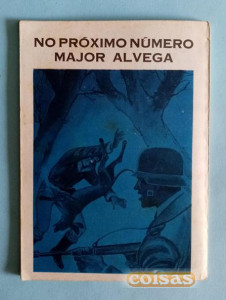 NO PRÓXIMO NÚMERO
MAJOR ALVEGA
coisas